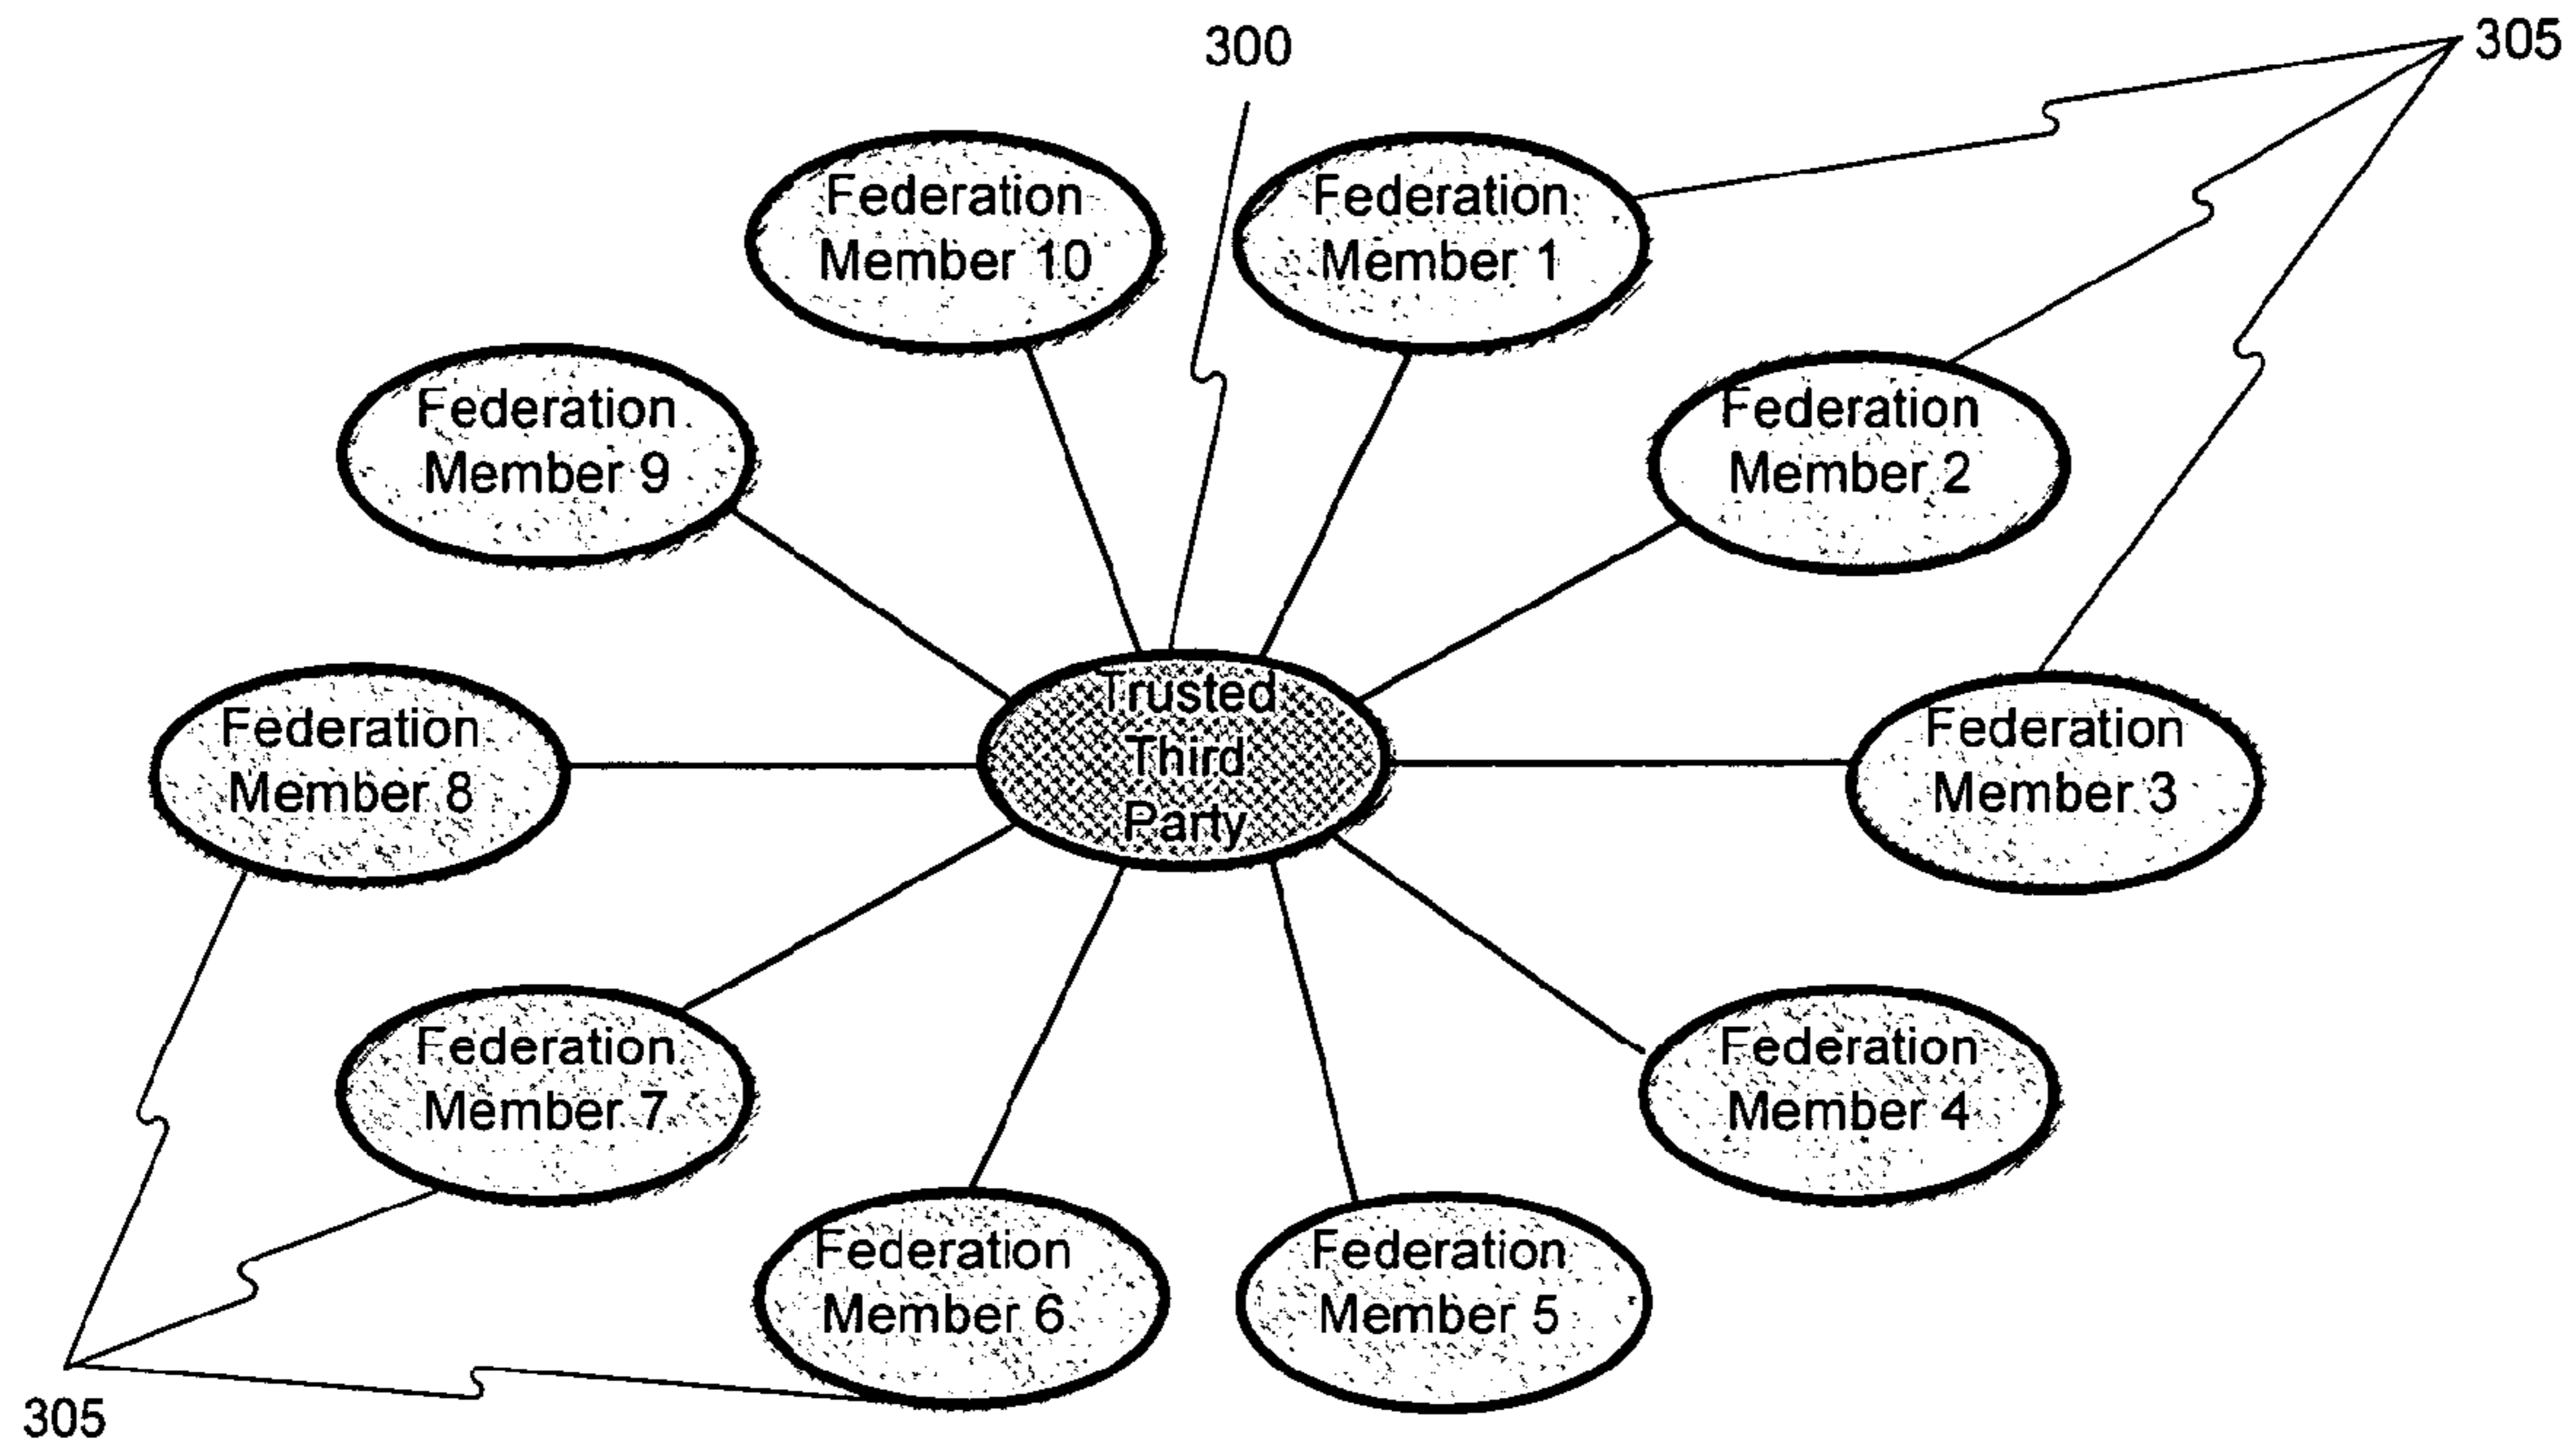 300
305
Federation
Member 10
Federation
Member 1
Federation
Member 9
Federation
Member 2
Trusted
Third
Party
Federation
Member 8
Federation
Member 3
Federation
Member 7
Federation
Member 4
Federation
Member 6
Federation
Member 5
305